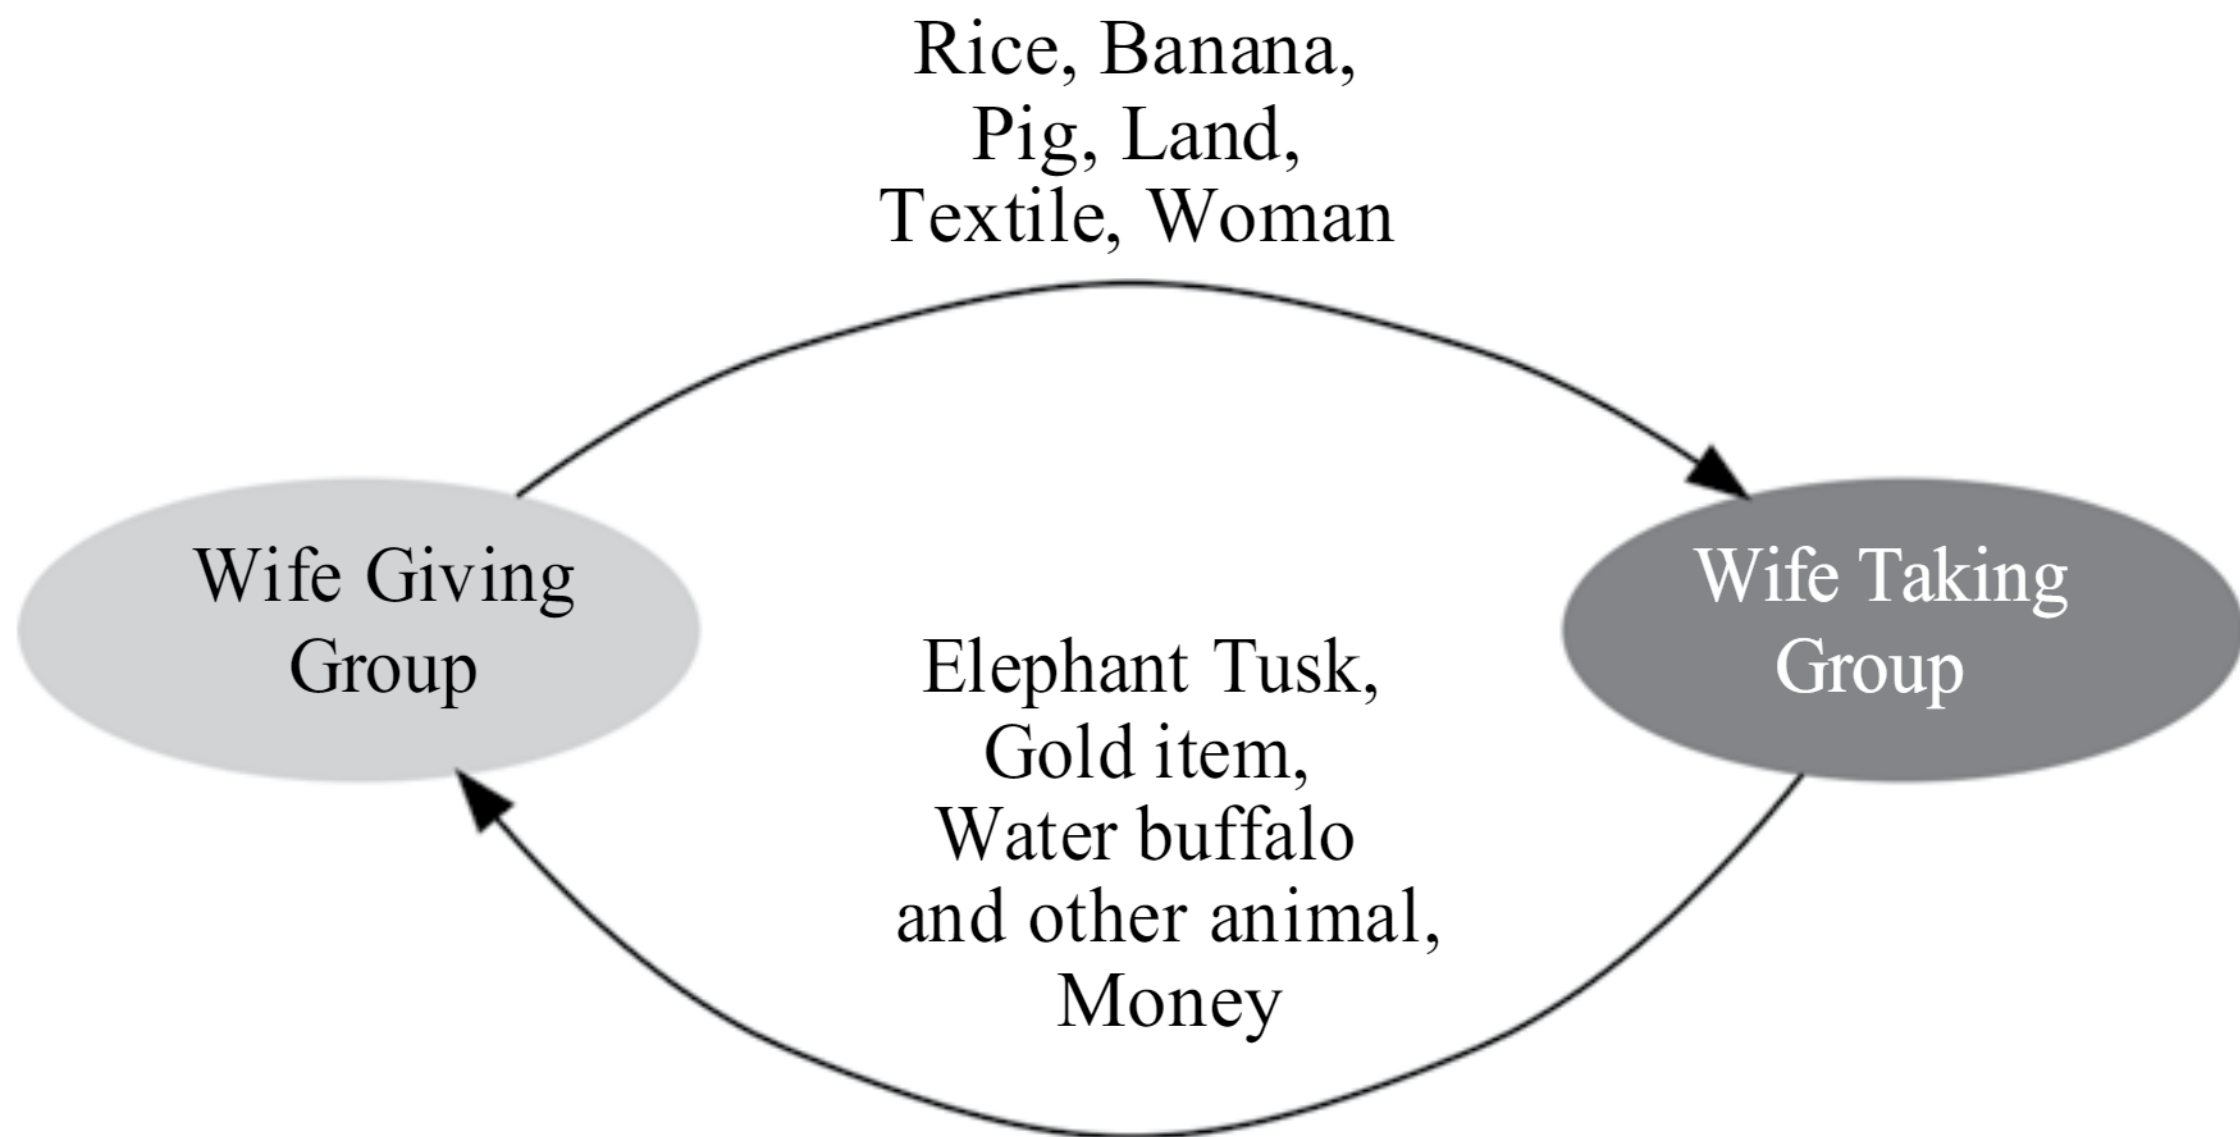 Rice, Banana,
Pig, Land,
Textile, Woman
Wife Giving
Group
Wife Taking
Group
Elephant Tusk,
Gold item,
Water buffalo
and other animal,
Money